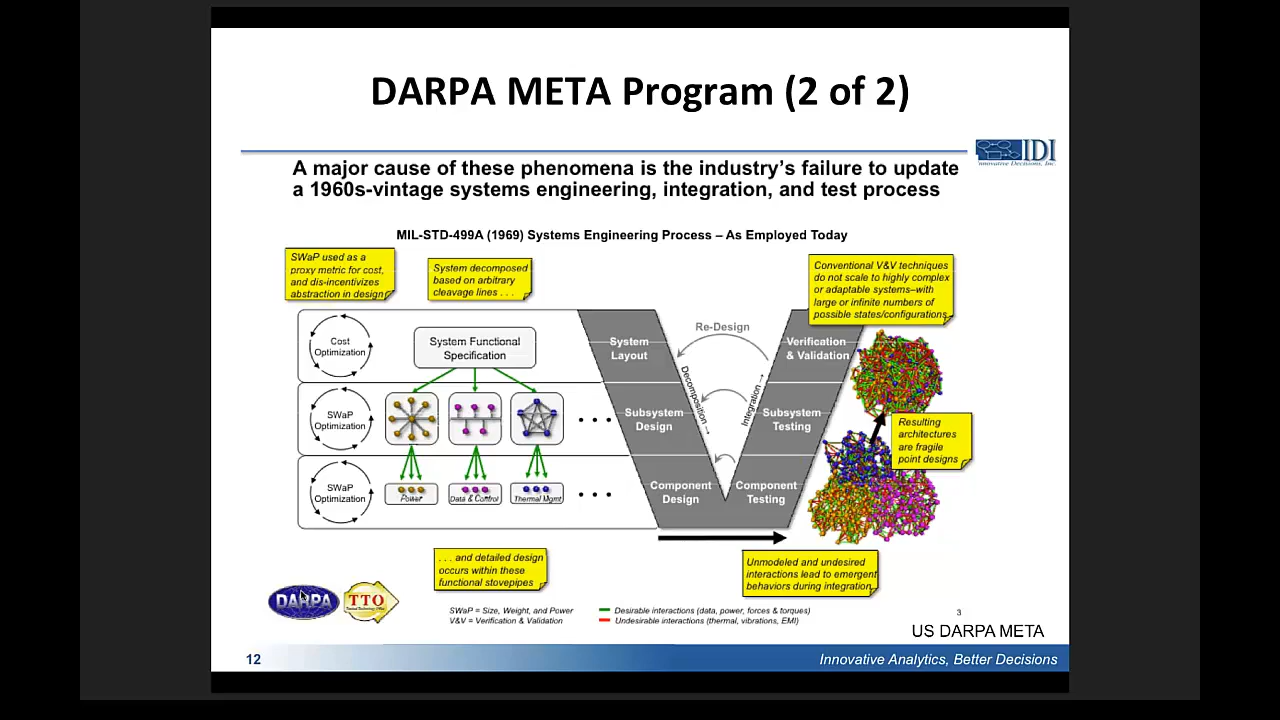 DARPA META Program (2 of 2)
IDI
Innovative Decisions, Inc.
A major cause of these phenomena is the industry's failure to update
a 1960s-vintage systems engineering, integration, and test process
MIL-STD-499A (1969) Systems Engineering Process – As Employed Today
SWaP used as a
proxy metric for cost,
and dis-incentivizes
abstraction in design
System decomposed
based on arbitrary
cleavage lines . . .
Conventional V&V techniques
do not scale to highly complex
or adaptable systems–with
large or infinite numbers of
possible states/configurations
Cost
Optimization
System Functional
Specification
System
Layout
Re-Design
Verification
& Validation
SWaP
Optimization
. . .
Subsystem
Design
Decomposition →
Integration →
Subsystem
Testing
Resulting
architectures
are fragile
point designs
SWaP
Optimization
Power
Data & Control
Thermal Mgmt
. . .
Component
Design
Component
Testing
. . . and detailed design
occurs within these
functional stovepipes
Unmodeled and undesired
interactions lead to emergent
behaviors during integration
DARPA
TTO
SWaP = Size, Weight, and Power
V&V = Verification & Validation
Desirable interactions (data, power, forces & torques)
Undesirable interactions (thermal, vibrations, EMI)
3
US DARPA META
12
Innovative Analytics, Better Decisions